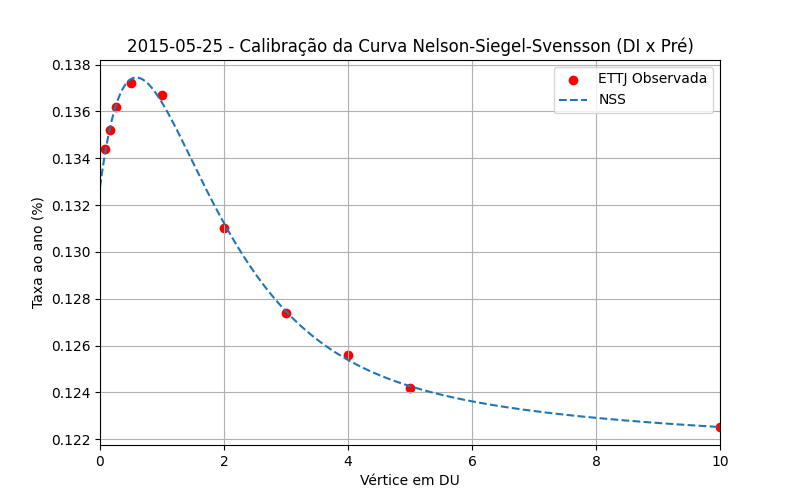 2015-05-25 - Calibração da Curva Nelson-Siegel-Svensson (DI x Pré)
ETTJ Observada
NSS
Taxa ao ano (%)
0.138
0.136
0.134
0.132
0.130
0.128
0.126
0.124
0.122
0 2 4 6 8 10
Vértice em DU